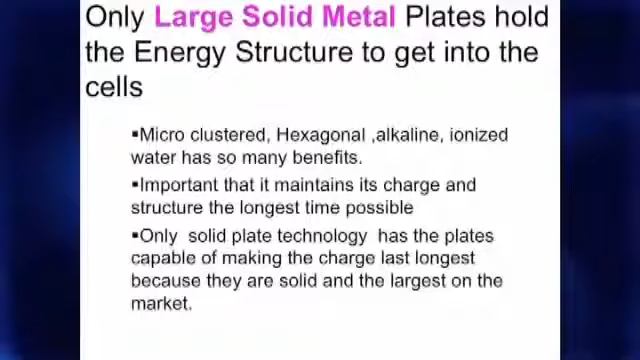 Only Large Solid Metal Plates hold
the Energy Structure to get into the
cells
▪Micro clustered, Hexagonal ,alkaline, ionized
water has so many benefits.
▪Important that it maintains its charge and
structure the longest time possible
▪Only solid plate technology has the plates
capable of making the charge last longest
because they are solid and the largest on the
market.